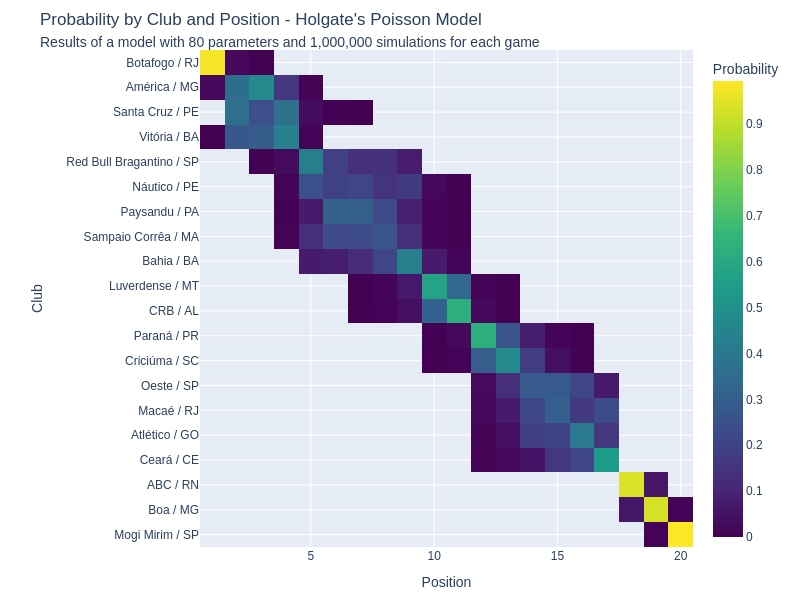 Probability by Club and Position - Holgate's Poisson Model
Results of a model with 80 parameters and 1,000,000 simulations for each game
Botafogo / RJ
América / MG
Santa Cruz / PE
Vitória / BA
Red Bull Bragantino / SP
Náutico / PE
Paysandu / PA
Sampaio Corrêa / MA
Bahia / BA
Luverdense / MT
CRB / AL
Paraná / PR
Criciúma / SC
Oeste / SP
Macaé / RJ
Atlético / GO
Ceará / CE
ABC / RN
Boa / MG
Mogi Mirim / SP
Club
5
10
15
20
Position
Probability
0.9
0.8
0.7
0.6
0.5
0.4
0.3
0.2
0.1
0